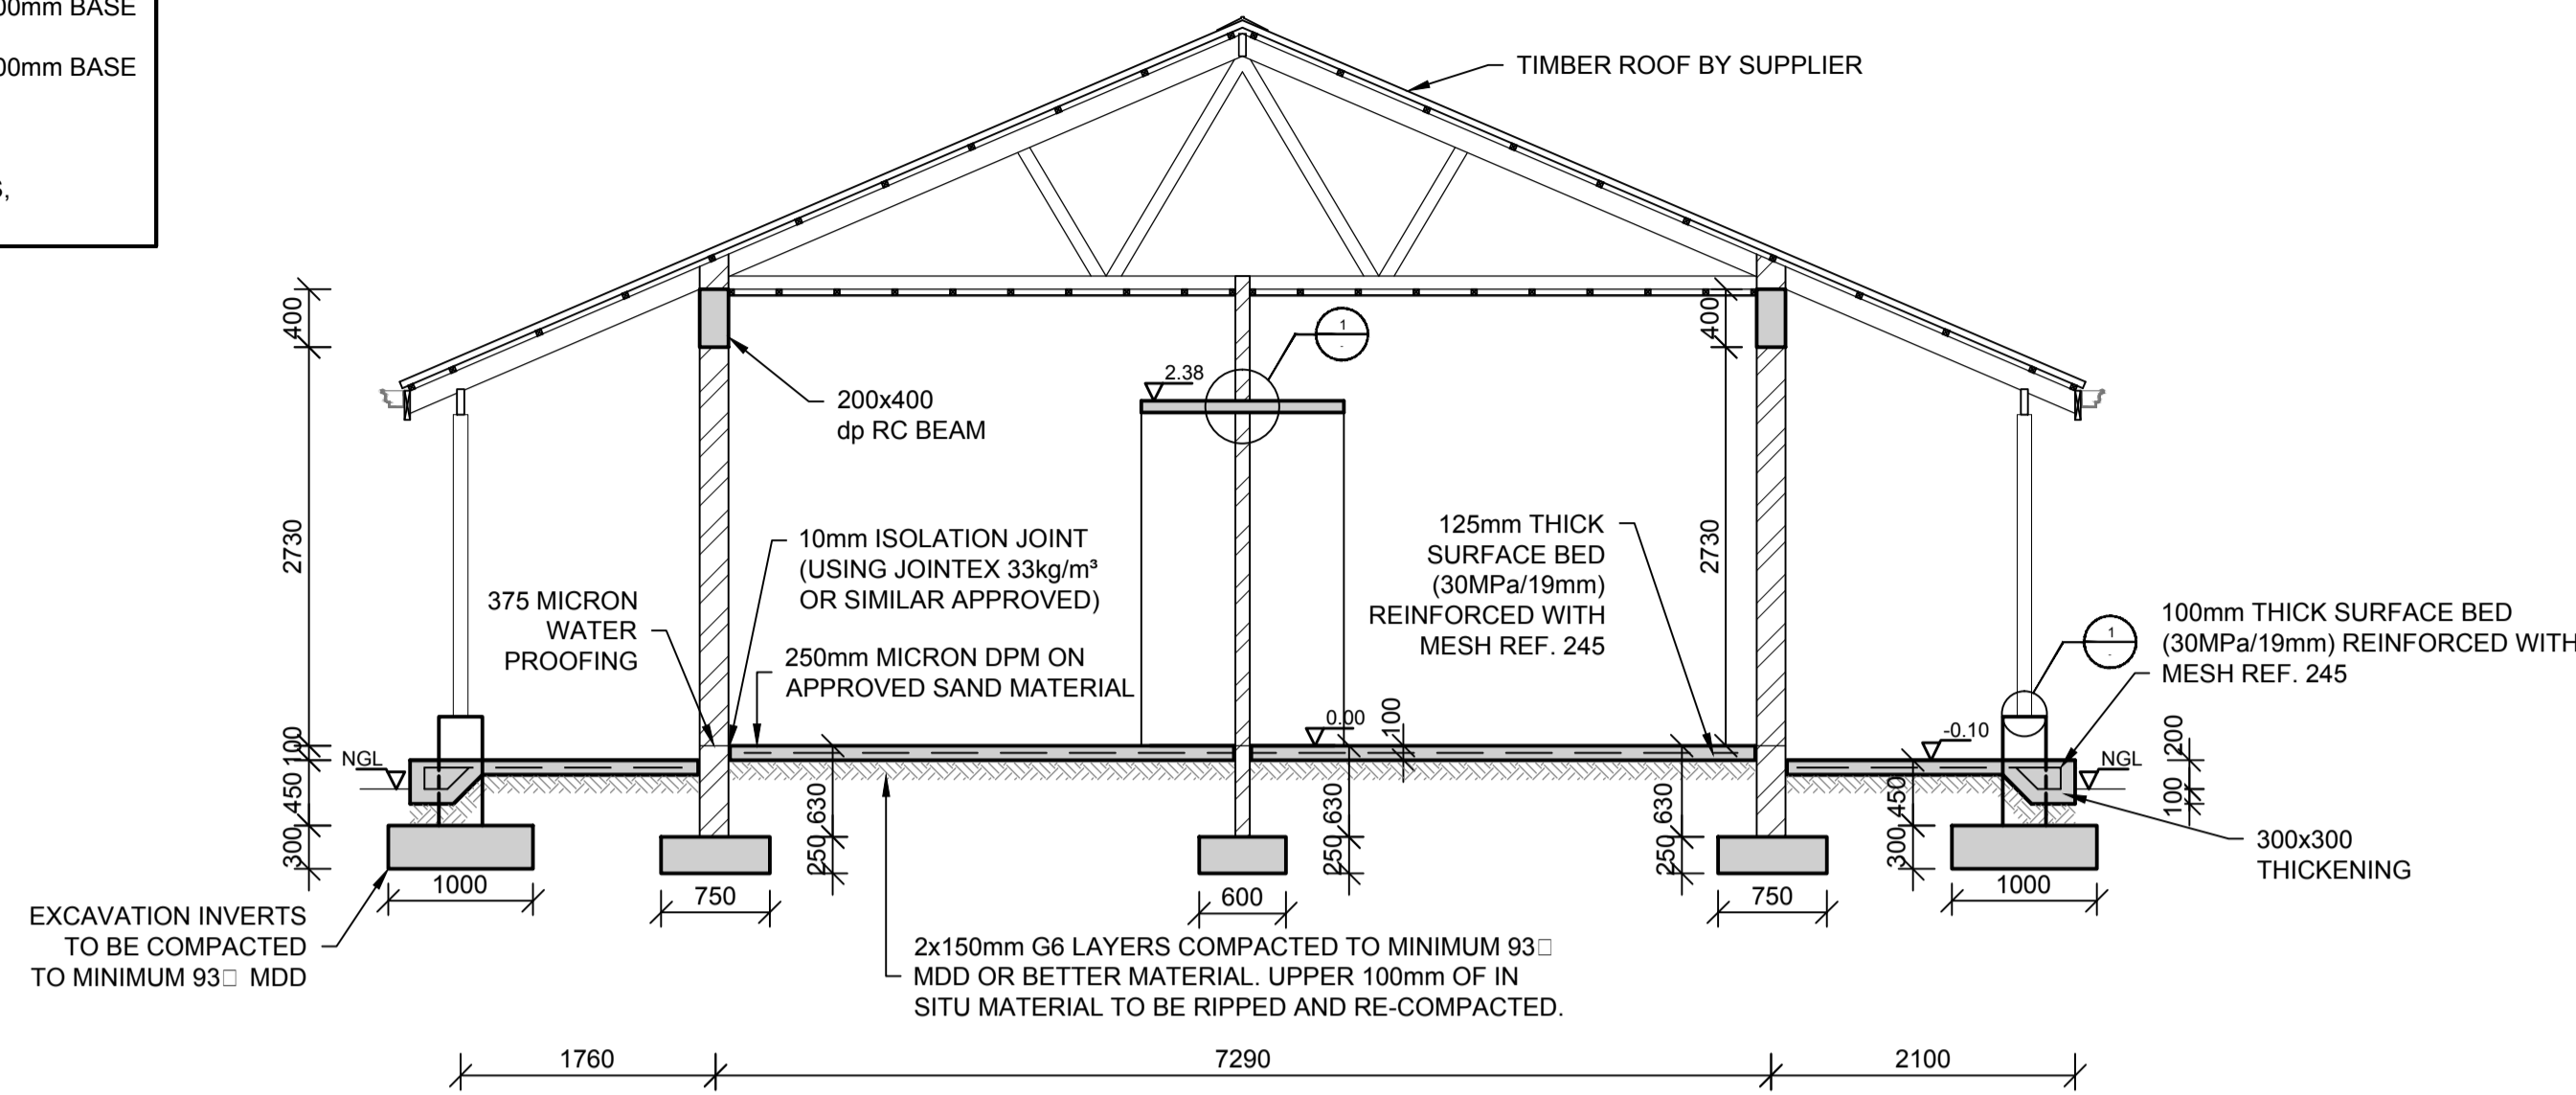 00mm BASE
00mm BASE
S,
TIMBER ROOF BY SUPPLIER
400
2730
100
450
300
NGL
200x400
dp RC BEAM
2.38
1
-
400
2730
10mm ISOLATION JOINT
(USING JOINTEX 33kg/m³
OR SIMILAR APPROVED)
375 MICRON
WATER
PROOFING
250mm MICRON DPM ON
APPROVED SAND MATERIAL
125mm THICK
SURFACE BED
(30MPa/19mm)
REINFORCED WITH
MESH REF. 245
1
-
100mm THICK SURFACE BED
(30MPa/19mm) REINFORCED WITH
MESH REF. 245
0.00
100
-0.10
200
100
NGL
630
250
630
250
630
250
450
300
300x300
THICKENING
1000
750
600
750
1000
EXCAVATION INVERTS
TO BE COMPACTED
TO MINIMUM 93□ MDD
2x150mm G6 LAYERS COMPACTED TO MINIMUM 93□
MDD OR BETTER MATERIAL. UPPER 100mm OF IN
SITU MATERIAL TO BE RIPPED AND RE-COMPACTED.
1760
7290
2100